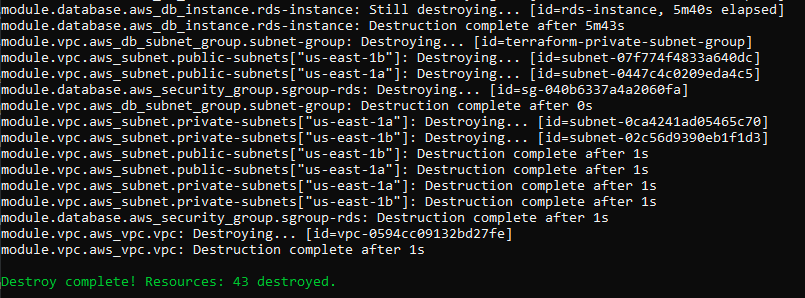 module.database.aws_db_instance.rds-instance: Still destroying... [id=rds-instance, 5m40s elapsed]
module.database.aws_db_instance.rds-instance: Destruction complete after 5m43s
module.vpc.aws_db_subnet_group.subnet-group: Destroying... [id=terraform-private-subnet-group]
module.vpc.aws_subnet.public-subnets["us-east-1b"]: Destroying... [id=subnet-07f774f4833a640dc]
module.vpc.aws_subnet.public-subnets["us-east-1a"]: Destroying... [id=subnet-0447c4c0209eda4c5]
module.database.aws_security_group.sgroup-rds: Destroying... [id=sg-040b6337a4a2060fa]
module.vpc.aws_db_subnet_group.subnet-group: Destruction complete after 0s
module.vpc.aws_subnet.private-subnets["us-east-1a"]: Destroying... [id=subnet-0ca4241ad05465c70]
module.vpc.aws_subnet.private-subnets["us-east-1b"]: Destroying... [id=subnet-02c56d9390eb1f1d3]
module.vpc.aws_subnet.public-subnets["us-east-1b"]: Destruction complete after 1s
module.vpc.aws_subnet.public-subnets["us-east-1a"]: Destruction complete after 1s
module.vpc.aws_subnet.private-subnets["us-east-1a"]: Destruction complete after 1s
module.vpc.aws_subnet.private-subnets["us-east-1b"]: Destruction complete after 1s
module.database.aws_security_group.sgroup-rds: Destruction complete after 1s
module.vpc.aws_vpc.vpc: Destroying... [id=vpc-0594cc09132bd27fe]
module.vpc.aws_vpc.vpc: Destruction complete after 1s
Destroy complete! Resources: 43 destroyed.